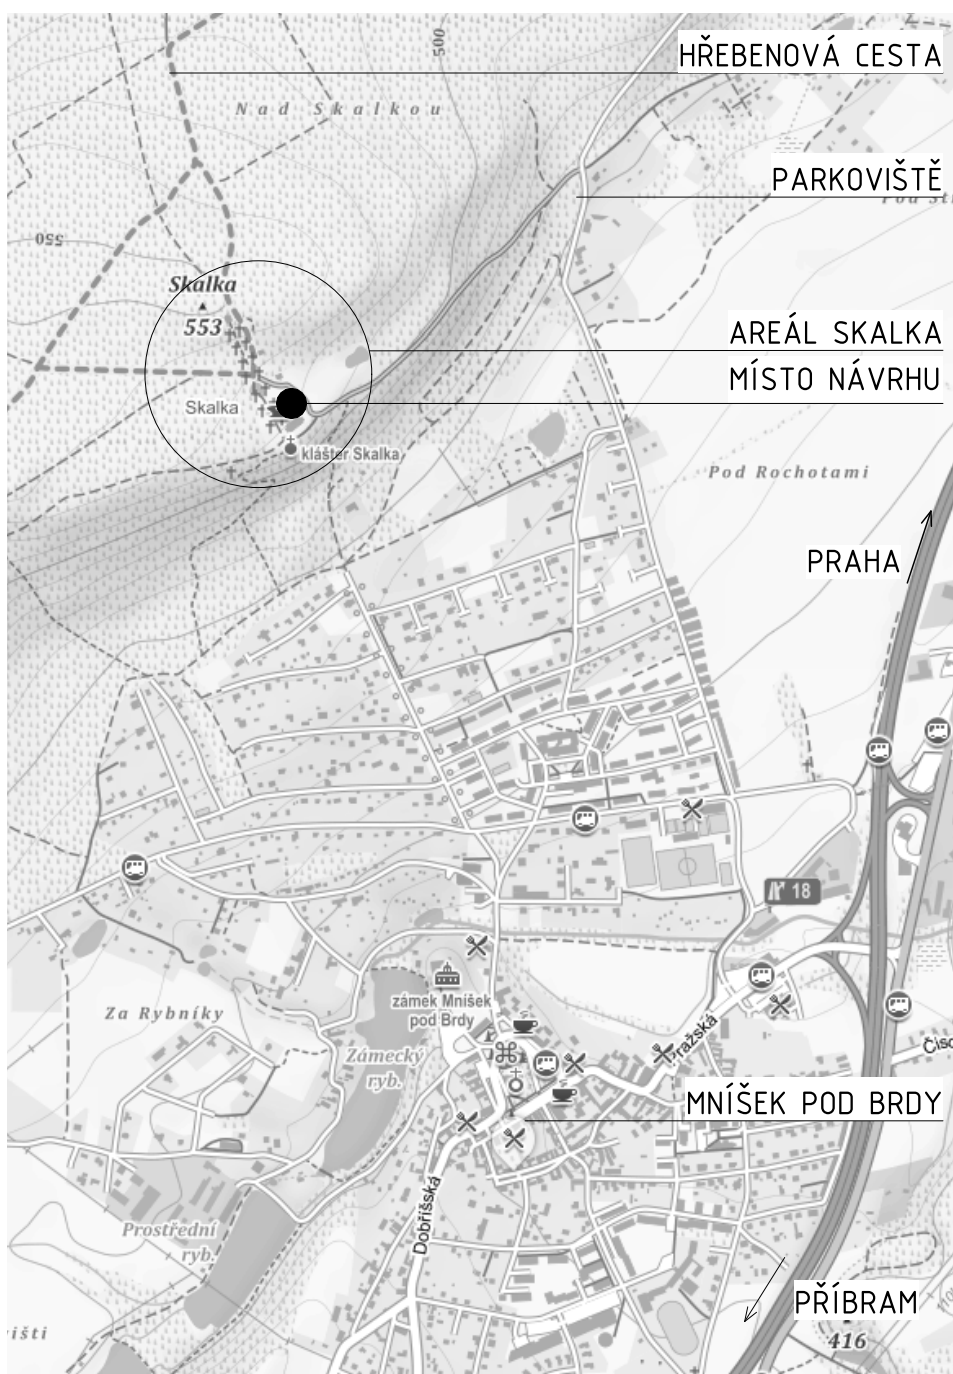 500
HŘEBENOVÁ CESTA
Nad Skalkou
PARKOVIŠTĚ
550
Skalka
553
AREÁL SKALKA
MÍSTO NÁVRHU
Skalka
klášter Skalka
Pod Rochotami
PRAHA
18
zámek Mníšek
pod Brdy
Za Rybníky
Zámecký
ryb.
Pražská
MNÍŠEK POD BRDY
Dobříšská
Prostřední
ryb.
PŘÍBRAM
416